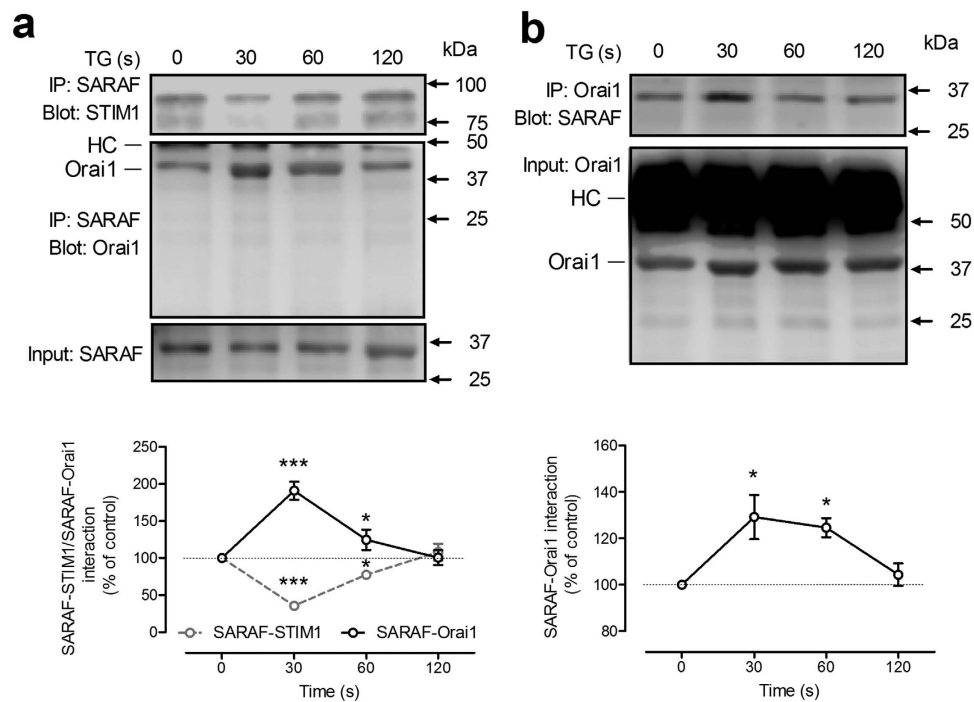 a
TG (s) 0 30 60 120 kDa
IP: SARAF
Blot: STIM1
100
75
HC
50
Orai1
37
IP: SARAF
25
Blot: Orai1
Input: SARAF
37
25
b
TG (s) 0 30 60 120 kDa
IP: Orai1
Blot: SARAF
37
25
Input: Orai1
HC
50
Orai1
37
25
SARAF-STIM1/SARAF-Orai1
interaction
(% of control)
250
200
150
100
50
0
***
*
***
*
SARAF-STIM1 SARAF-Orai1
0 30 60 120
Time (s)
SARAF-Orai1 interaction
(% of control)
160
140
120
100
80
*
*
0 30 60 120
Time (s)